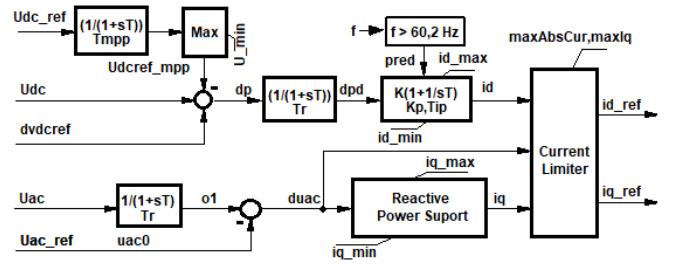 Udc_ref
(1/(1+sT))
Tmpp
Max
U_min
Udcref_mpp
f
f > 60,2 Hz
pred
id_max
maxAbsCur,maxIq
Udc
dp
(1/(1+sT))
Tr
dpd
K(1+1/sT)
Kp,Tip
id
id_min
dvdcref
id_ref
Current
Limiter
iq_ref
Uac
1/(1+sT)
Tr
o1
duac
iq_max
Reactive
Power Suport
iq
iq_min
Uac_ref
uac0